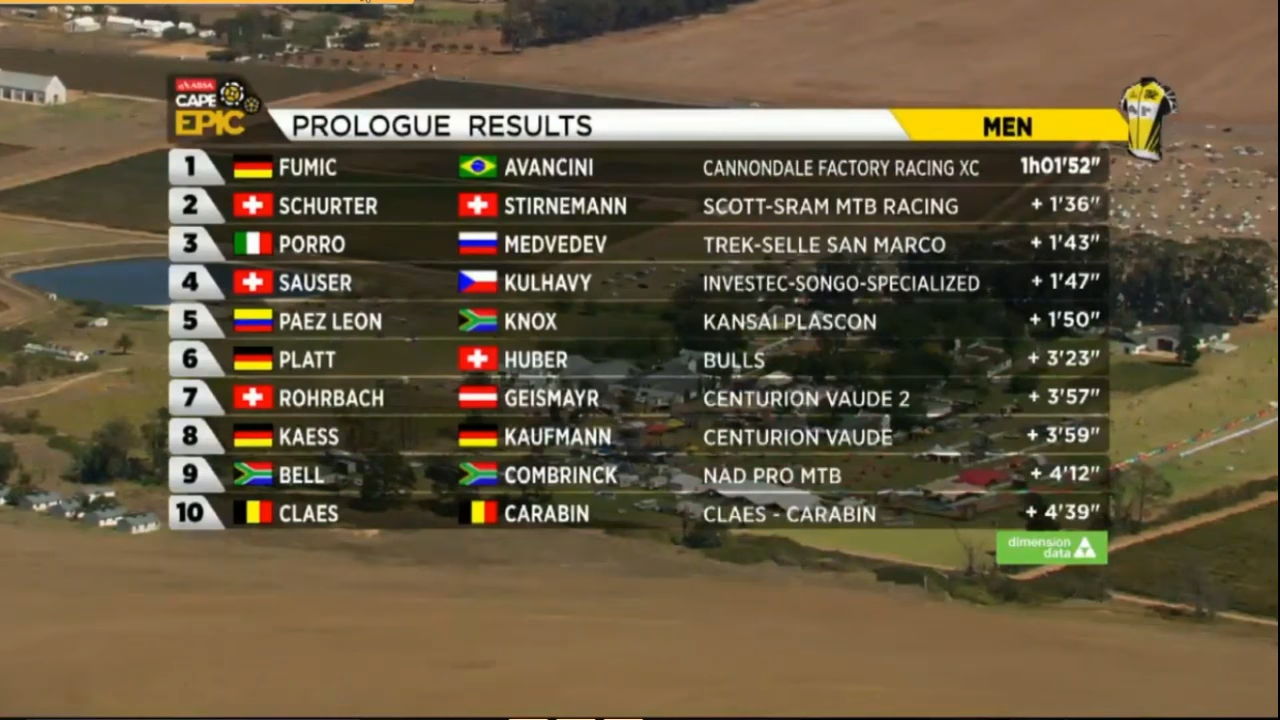 ABSA
CAPE
EPIC
PROLOGUE RESULTS MEN
1 FUMIC AVANCINI CANNONDALE FACTORY RACING XC 1h01'52"
2 SCHURTER STIRNEMANN SCOTT-SRAM MTB RACING + 1'36"
3 PORRO MEDVEDEV TREK-SELLE SAN MARCO + 1'43"
4 SAUSER KULHAVY INVESTEC-SONGO-SPECIALIZED + 1'47"
5 PAEZ LEON KNOX KANSAI PLASCON + 1'50"
6 PLATT HUBER BULLS + 3'23"
7 ROHRBACH GEISMAYR CENTURION VAUDE 2 + 3'57"
8 KAESS KAUFMANN CENTURION VAUDE + 3'59"
9 BELL COMBRINCK NAD PRO MTB + 4'12"
10 CLAES CARABIN CLAES - CARABIN + 4'39"
dimension
data